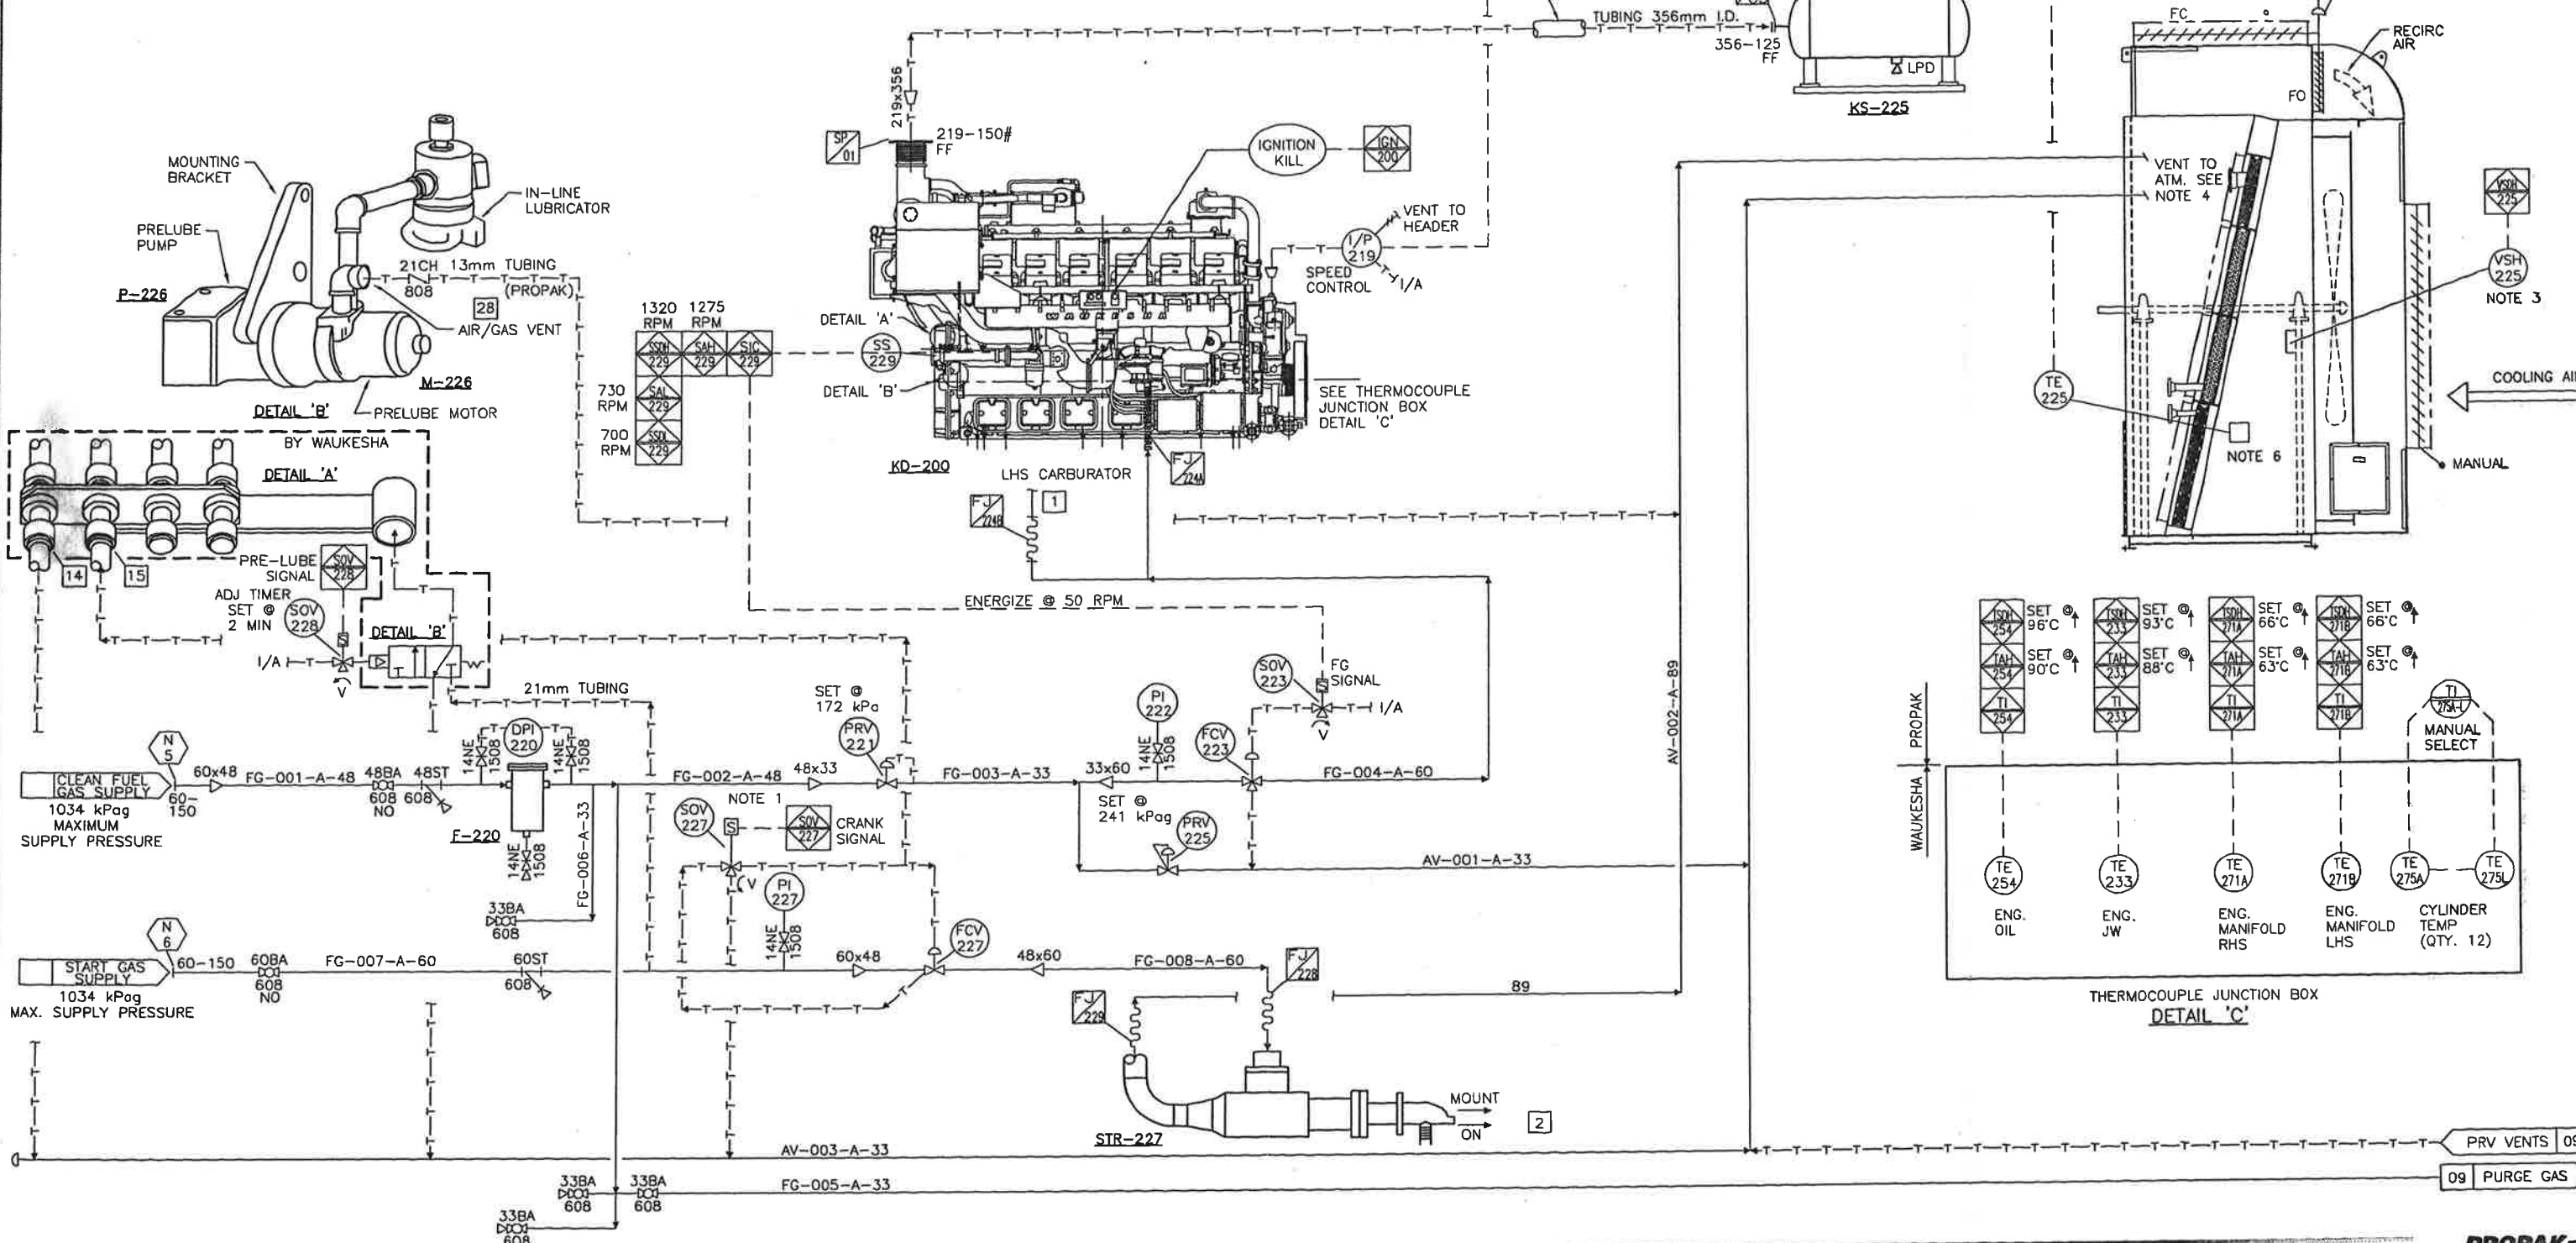 TUBING 356mm I.D.
356-125
FF
LPD
KS-225
FC
RECIRC
AIR
FO
219x356
SP
01
219-150#
FF
IGNITION
KILL
IGN
200
MOUNTING
BRACKET
IN-LINE
LUBRICATOR
PRELUBE
PUMP
21CH
808
13mm TUBING
(PROPAK)
P-226
28
AIR/GAS VENT
M-226
PRELUBE MOTOR
DETAIL 'B'
VENT TO
HEADER
I/P
219
SPEED
CONTROL
I/A
VENT TO
ATM. SEE
NOTE 4
VSDH
225
VSH
225
NOTE 3
1320
RPM
1275
RPM
SSDH
229
SAH
229
SIC
229
730
RPM
SAL
229
700
RPM
SSDL
229
SS
229
DETAIL 'A'
DETAIL 'B'
SEE THERMOCOUPLE
JUNCTION BOX
DETAIL 'C'
KD-200
LHS CARBURATOR
FJ
224A
FJ
224B
1
TE
225
NOTE 6
COOLING AI
MANUAL
BY WAUKESHA
DETAIL 'A'
14
15
PRE-LUBE
SIGNAL
SOV
228
ADJ TIMER
SET @
2 MIN
SOV
228
S
DETAIL 'B'
I/A
V
T
T
21mm TUBING
ENERGIZE @ 50 RPM
SOV
223
FG
SIGNAL
S
I/A
V
N
5
CLEAN FUEL
GAS SUPPLY
1034 kPag
MAXIMUM
SUPPLY PRESSURE
60-
150
60x48
FG-001-A-48
48BA
608
NO
48ST
608
14NE
1508
DPI
220
14NE
1508
F-220
14NE
1508
FG-006-A-33
33BA
608
FG-002-A-48
48x33
SET @
172 kPa
PRV
221
FG-003-A-33
33x60
PI
222
14NE
1508
FCV
223
FG-004-A-60
SET @
241 kPag
PRV
225
AV-001-A-33
AV-002-A-89
NOTE 1
SOV
227
S
SOV
227
CRANK
SIGNAL
V
PI
227
14NE
1508
FCV
227
N
6
START GAS
SUPPLY
1034 kPag
MAX. SUPPLY PRESSURE
60-150
60BA
608
NO
FG-007-A-60
60ST
608
60x48
48x60
FG-008-A-60
FJ
228
FJ
229
89
STR-227
MOUNT
ON
2
AV-003-A-33
33BA
608
33BA
608
FG-005-A-33
33BA
608
PROPAK
WAUKESHA
TSDH
254
SET @
96°C
TAH
254
SET @
90°C
TI
254
TSDH
233
SET @
93°C
TAH
233
SET @
88°C
TI
233
TSDH
271A
SET @
66°C
TAH
271A
SET @
63°C
TI
271A
TSDH
271B
SET @
66°C
TAH
271B
SET @
63°C
TI
271B
TI
275A-L
MANUAL
SELECT
TE
254
ENG.
OIL
TE
233
ENG.
JW
TE
271A
ENG.
MANIFOLD
RHS
TE
271B
ENG.
MANIFOLD
LHS
TE
275A
TE
275L
CYLINDER
TEMP
(QTY. 12)
THERMOCOUPLE JUNCTION BOX
DETAIL 'C'
PRV VENTS
09
09 PURGE GAS